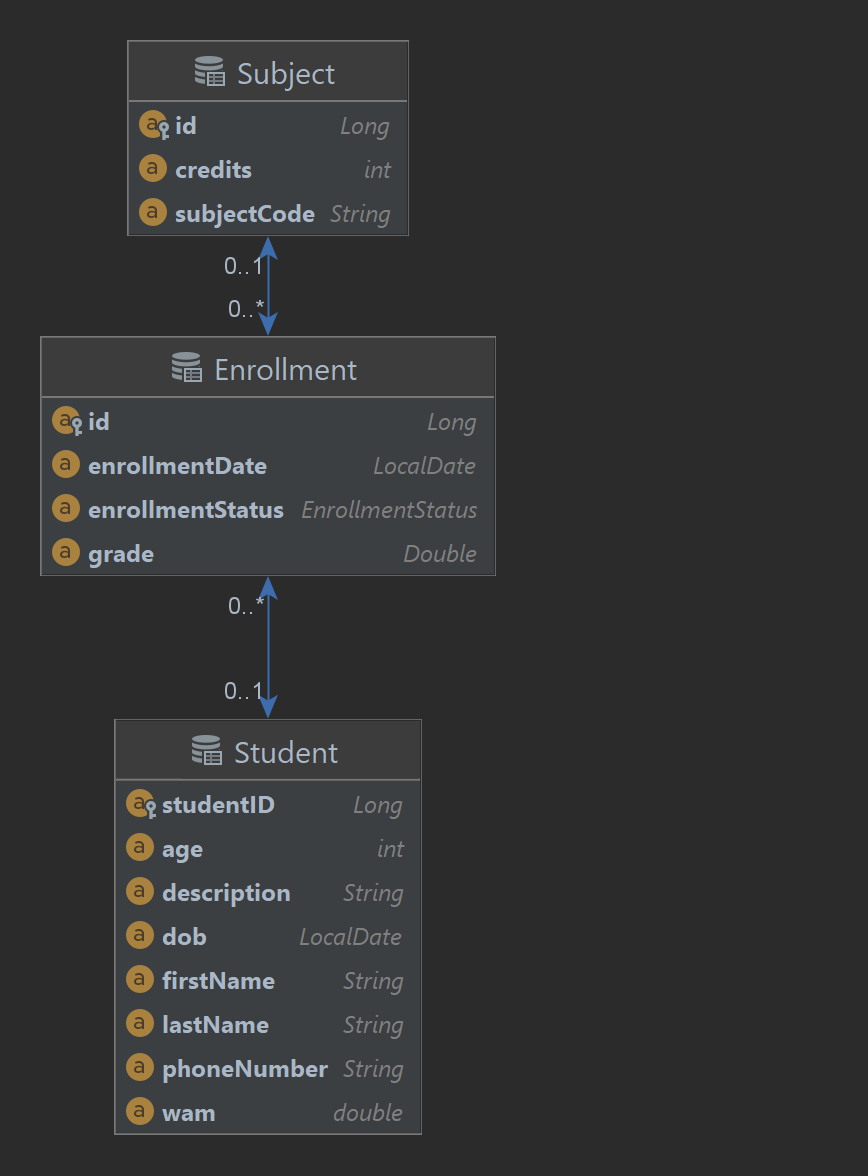 Subject
id Long
credits int
subjectCode String
0..1
0..*
Enrollment
id Long
enrollmentDate LocalDate
enrollmentStatus EnrollmentStatus
grade Double
0..*
0..1
Student
studentID Long
age int
description String
dob LocalDate
firstName String
lastName String
phoneNumber String
wam double